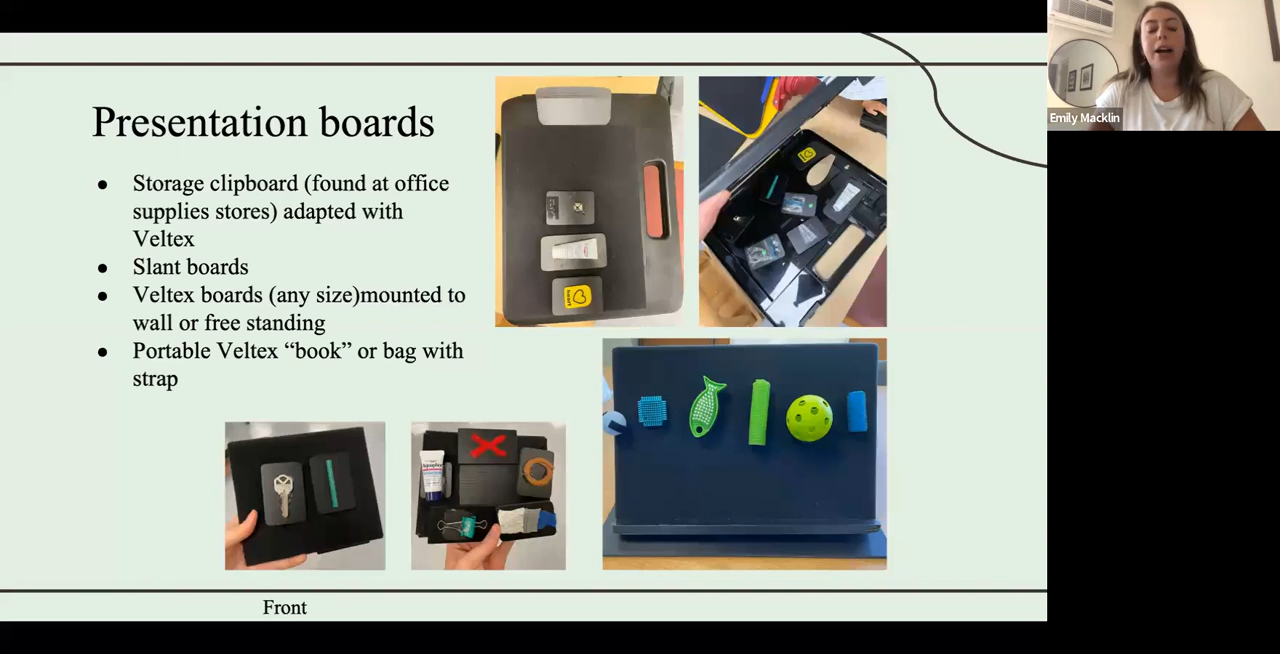 Presentation boards
● Storage clipboard (found at office
supplies stores) adapted with
Veltex
● Slant boards
● Veltex boards (any size)mounted to
wall or free standing
● Portable Veltex “book” or bag with
strap
Aquaphor
Front
Emily Macklin